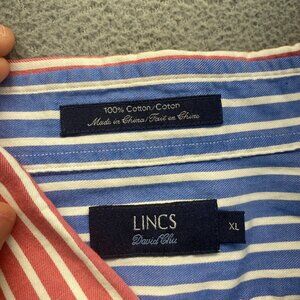 100% Cotton/Coton
Made in China/Fait en Chine
LINCS
David Chu
XL